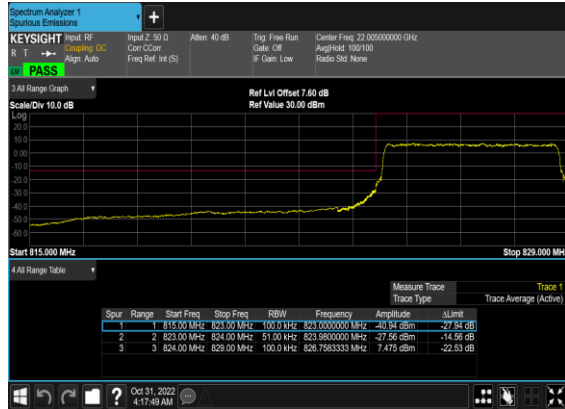 Spectrum Analyzer 1
Spurious Emissions
+
KEYSIGHT Input: RF Input Z: 50 Ω Atten: 40 dB Trig: Free Run Center Freq: 22.005000000 GHz
R T Coupling: DC Corr CCorr Gate: Off Avg|Hold: 100/100
Align: Auto Freq Ref: Int (S) IF Gain: Low Radio Std: None
PASS
3 All Range Graph
Ref Lvl Offset 7.60 dB
Scale/Div 10.0 dB Ref Value 30.00 dBm
Log
20.0
10.0
0.00
-10.0
-20.0
-30.0
-40.0
-50.0
-60.0
Start 815.000 MHz Stop 829.000 MH
4 All Range Table
Measure Trace Trace 1
Trace Type Trace Average (Active)
Spur Range Start Freq Stop Freq RBW Frequency Amplitude ΔLimit
1 1 815.00 MHz 823.00 MHz 100.0 kHz 823.0000000 MHz -40.94 dBm -27.94 dB
2 2 823.00 MHz 824.00 MHz 51.00 kHz 823.9800000 MHz -27.56 dBm -14.56 dB
3 3 824.00 MHz 829.00 MHz 100.0 kHz 826.7583333 MHz 7.475 dBm -22.53 dB
?
Oct 31, 2022
4:17:49 AM